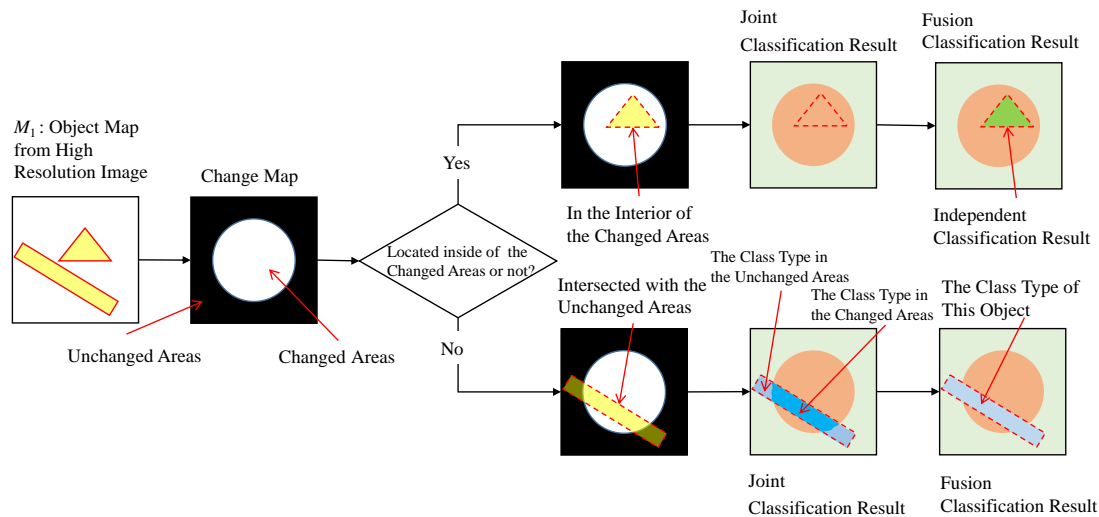 M₁ : Object Map
from High
Resolution Image
Change Map
Unchanged Areas
Changed Areas
Located inside of the
Changed Areas or not?
Yes
No
In the Interior of
the Changed Areas
Joint
Classification Result
Fusion
Classification Result
Independent
Classification Result
Intersected with the
Unchanged Areas
The Class Type in
the Unchanged Areas
The Class Type in
the Changed Areas
The Class Type of
This Object
Joint
Classification Result
Fusion
Classification Result